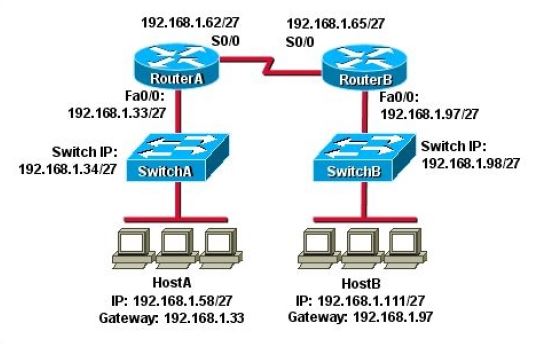 192.168.1.62/27
192.168.1.65/27
S0/0
S0/0
RouterA
RouterB
Fa0/0:
192.168.1.33/27
Fa0/0:
192.168.1.97/27
Switch IP:
192.168.1.34/27
Switch IP:
192.168.1.98/27
SwitchA
SwitchB
HostA
IP: 192.168.1.58/27
Gateway: 192.168.1.33
HostB
IP: 192.168.1.111/27
Gateway: 192.168.1.97